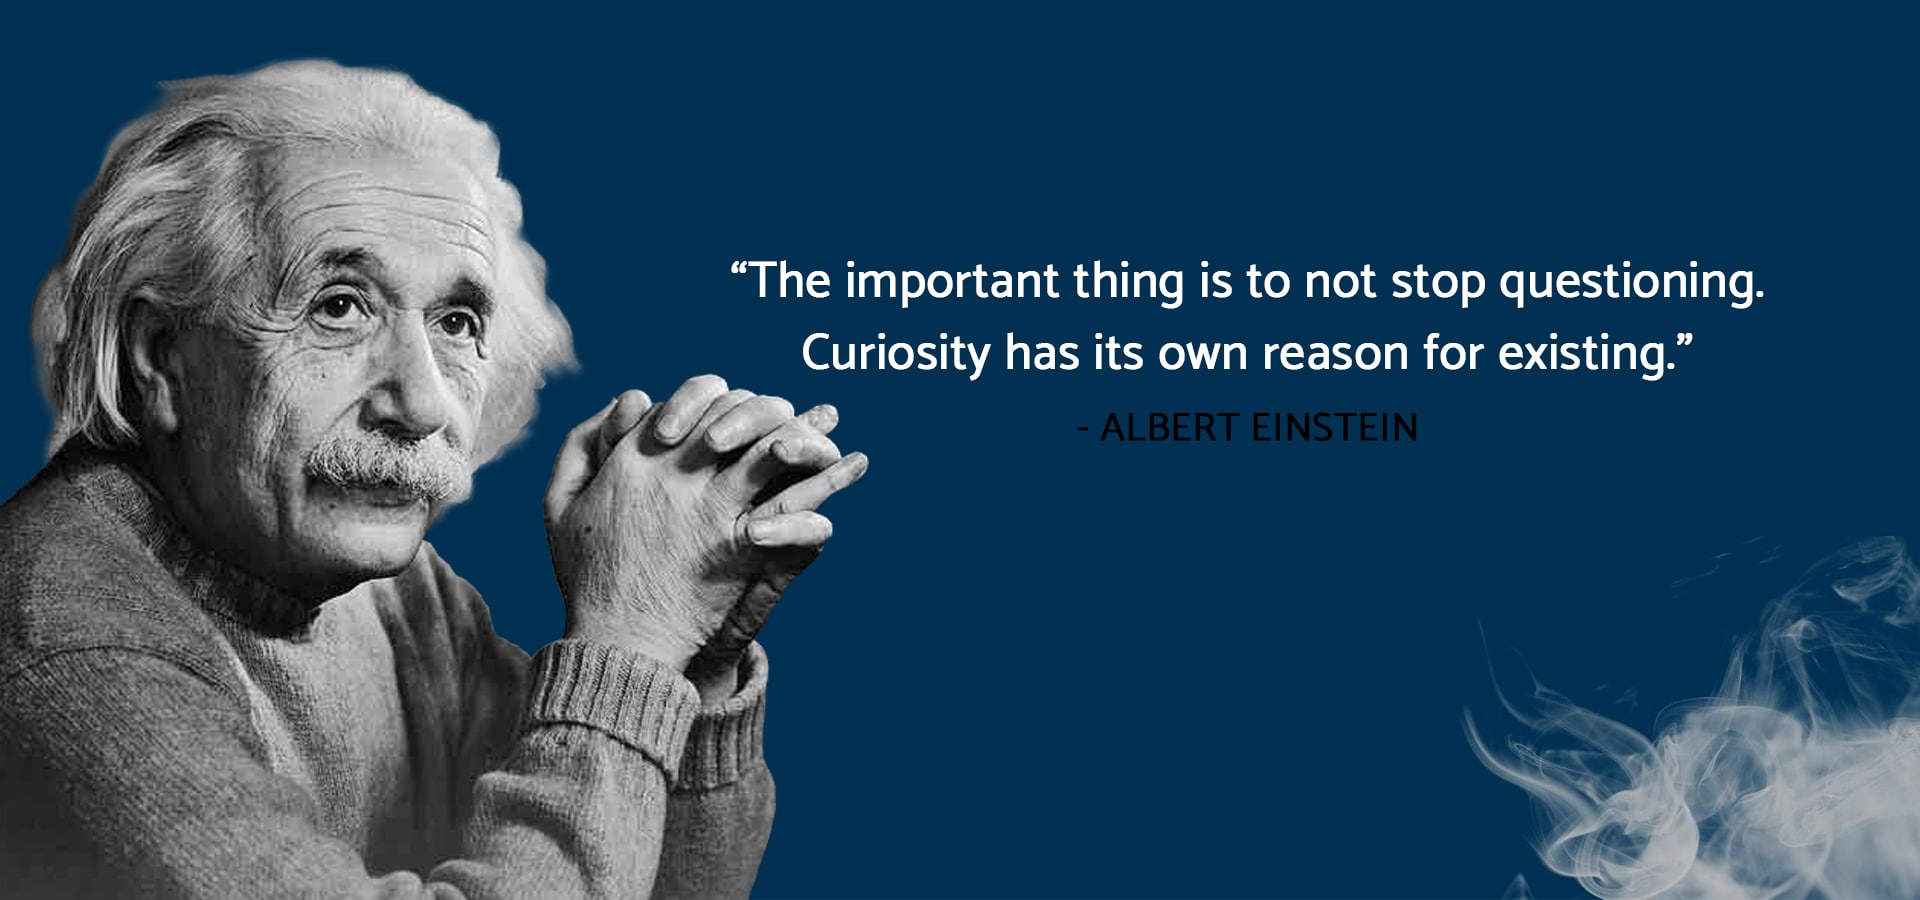 “The important thing is to not stop questioning.
Curiosity has its own reason for existing.”
- ALBERT EINSTEIN